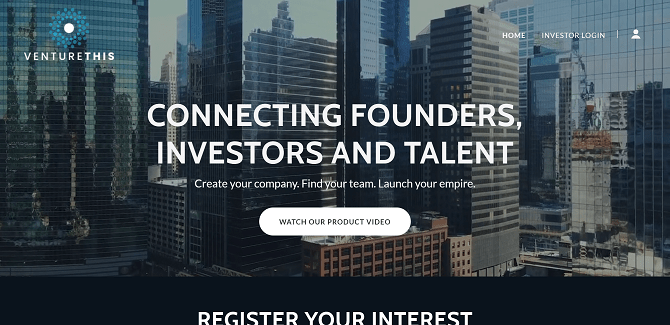 HOME INVESTOR LOGIN
VENTURETHIS
CONNECTING FOUNDERS,
INVESTORS AND TALENT
Create your company. Find your team. Launch your empire.
WATCH OUR PRODUCT VIDEO
REGISTER YOUR INTEREST